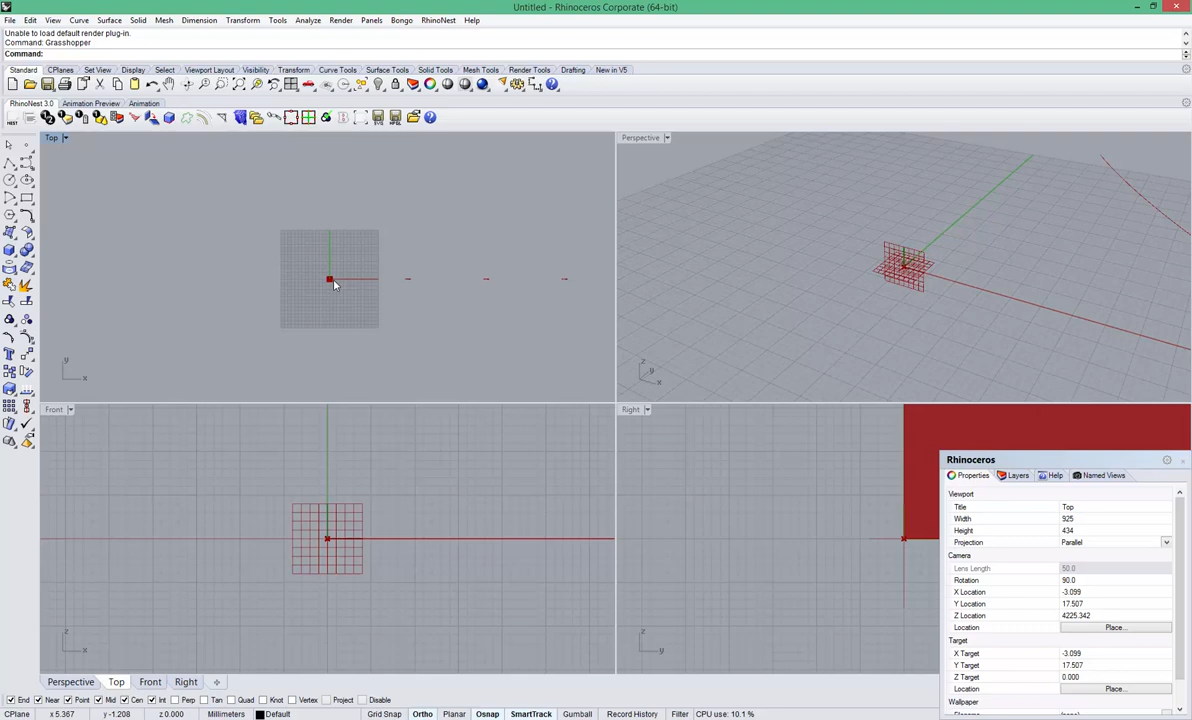 Untitled - Rhinoceros Corporate (64-bit)
File Edit View Curve Surface Solid Mesh Dimension Transform Tools Analyze Render Panels Bongo RhinoNest Help
Unable to load default render plug-in.
Command: Grasshopper
Command:
Standard CPlanes Set View Display Select Viewport Layout Visibility Transform Curve Tools Surface Tools Solid Tools Mesh Tools Render Tools Drafting New in V5
RhinoNest 3.0 Animation Preview Animation
Top
Perspective
y
x
z
y
x
Front
Right
z
x
z
y
Rhinoceros
Properties Layers Help Named Views
Viewport
Title Top
Width 925
Height 434
Projection Parallel
Camera
Lens Length 50.0
Rotation 90.0
X Location -3.099
Y Location 17.507
Z Location 4225.342
Location Place...
Target
X Target -3.099
Y Target 17.507
Z Target 0.000
Location Place...
Wallpaper
Perspective Top Front Right
End Near Point Mid Cen Int Perp Tan Quad Knot Vertex Project Disable
CPlane x 5.367 y -1.208 z 0.000 Millimeters Default Grid Snap Ortho Planar Osnap SmartTrack Gumball Record History Filter CPU use: 10.1 %